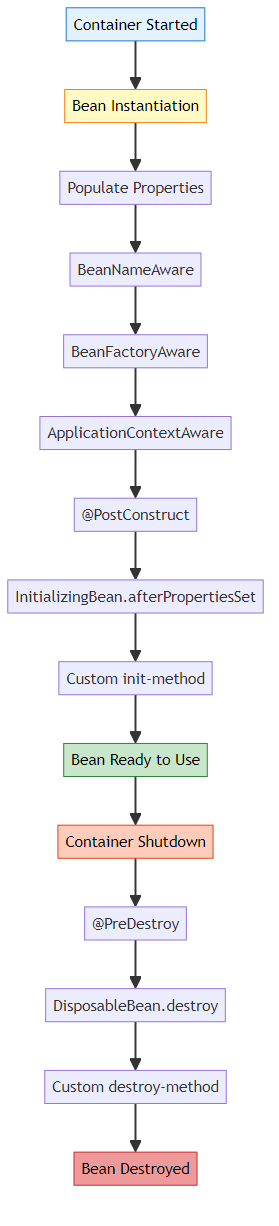 Container Started
Bean Instantiation
Populate Properties
BeanNameAware
BeanFactoryAware
ApplicationContextAware
@PostConstruct
InitializingBean.afterPropertiesSet
Custom init-method
Bean Ready to Use
Container Shutdown
@PreDestroy
DisposableBean.destroy
Custom destroy-method
Bean Destroyed